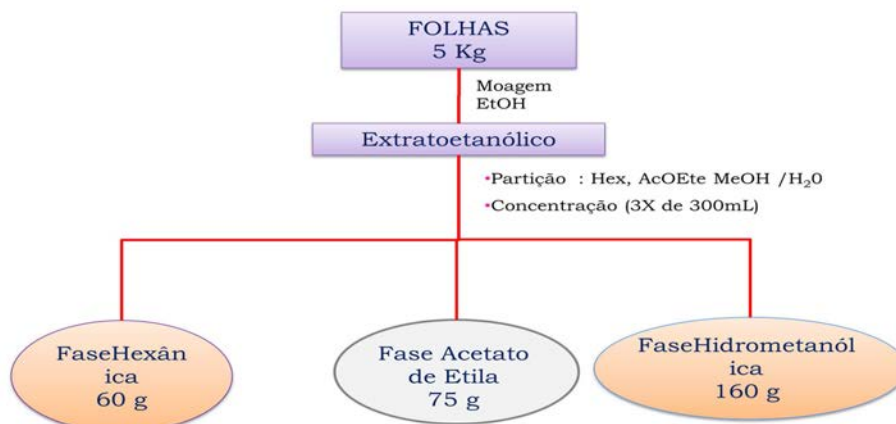 FOLHAS
5 Kg
Moagem
EtOH
Extratoetanólico
•Partição : Hex, AcOEte MeOH /H₂0
•Concentração (3X de 300mL)
FaseHexân
ica
60 g
Fase Acetato
de Etila
75 g
FaseHidrometanól
ica
160 g